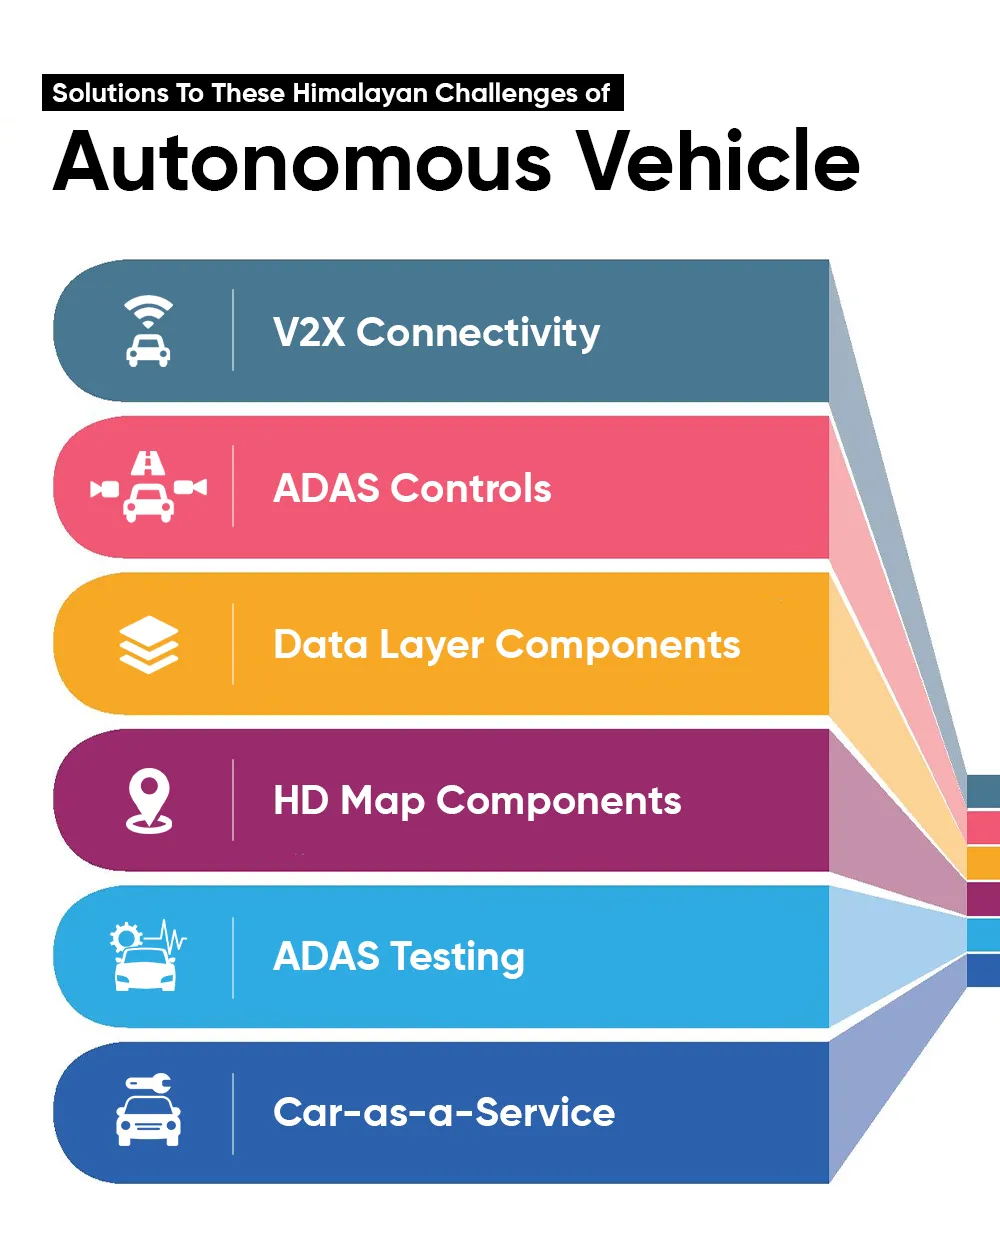 Solutions To These Himalayan Challenges of
Autonomous Vehicle
V2X Connectivity
ADAS Controls
Data Layer Components
HD Map Components
ADAS Testing
Car-as-a-Service